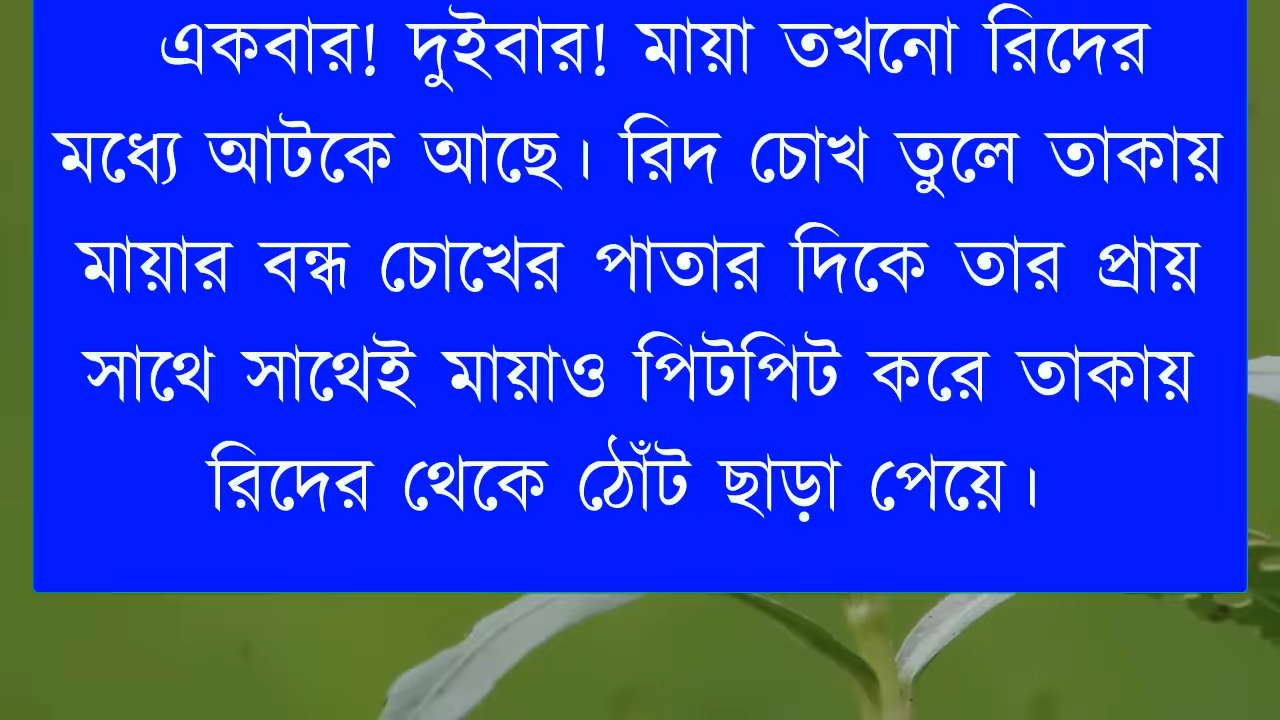 একবার! দুইবার! মায়া তখনো রিদের
মধ্যে আটকে আছে। রিদ চোখ তুলে তাকায়
মায়ার বন্ধ চোখের পাতার দিকে তার প্রায়
সাথে সাথেই মায়াও পিটপিট করে তাকায়
রিদের থেকে ঠোঁট ছাড়া পেয়ে।